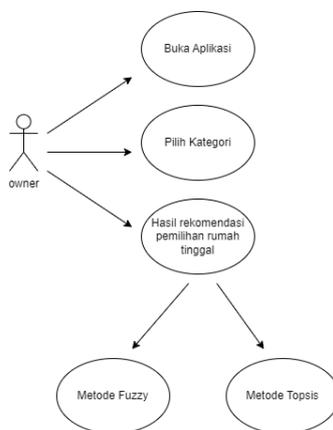 Buka Aplikasi
Pilih Kategori
owner
Hasil rekomendasi
pemilihan rumah
tinggal
Metode Fuzzy
Metode Topsis